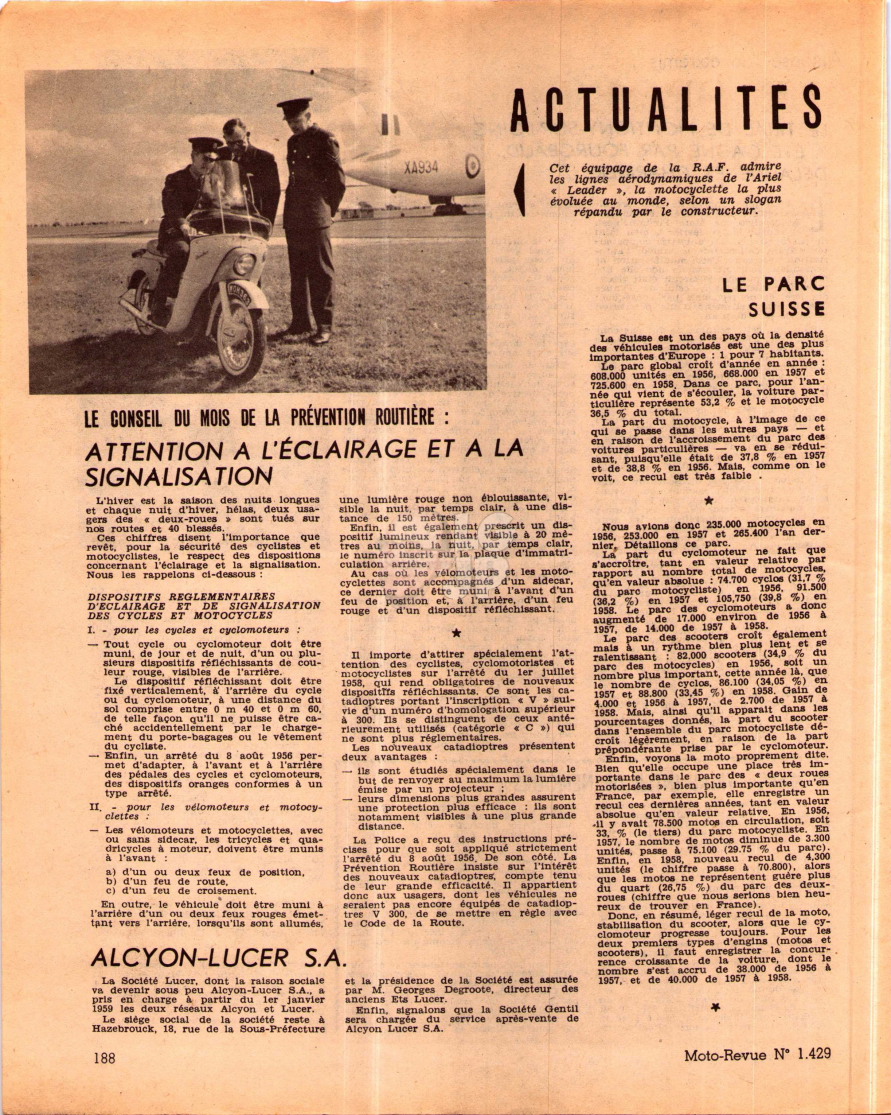 XA934
ACTUALITES
Cet équipage de la R.A.F. admire
les lignes aérodynamiques de l'Ariel
« Leader », la motocyclette la plus
évoluée au monde, selon un slogan
répandu par le constructeur.
LE CONSEIL DU MOIS DE LA PRÉVENTION ROUTIÈRE :
ATTENTION A L'ÉCLAIRAGE ET A LA
SIGNALISATION
L'hiver est la saison des nuits longues
et chaque nuit d'hiver, hélas, deux usa-
gers des « deux-roues » sont tués sur
nos routes et 40 blessés.
Ces chiffres disent l'importance que
revêt, pour la sécurité des cyclistes et
motocyclistes, le respect des dispositions
concernant l'éclairage et la signalisation.
Nous les rappelons ci-dessous :
DISPOSITIFS REGLEMENTAIRES
D'ECLAIRAGE ET DE SIGNALISATION
DES CYCLES ET MOTOCYCLES
I. - pour les cycles et cyclomoteurs :
— Tout cycle ou cyclomoteur doit être
muni, de jour et de nuit, d'un ou plu-
sieurs dispositifs réfléchissants de cou-
leur rouge, visibles de l'arrière.
Le dispositif réfléchissant doit être
fixé verticalement, à l'arrière du cycle
ou du cyclomoteur, à une distance du
sol comprise entre 0 m 40 et 0 m 60,
de telle façon qu'il ne puisse être ca-
ché accidentellement par le charge-
ment du porte-bagages ou le vêtement
du cycliste.
— Enfin, un arrêté du 8 août 1956 per-
met d'adapter, à l'avant et à l'arrière
des pédales des cycles et cyclomoteurs,
des dispositifs oranges conformes à un
type arrêté.
II. - pour les vélomoteurs et motocy-
clettes :
— Les vélomoteurs et motocyclettes, avec
ou sans sidecar, les tricycles et qua-
dricycles à moteur, doivent être munis
à l'avant :
a) d'un ou deux feux de position,
b) d'un feu de route,
c) d'un feu de croisement.
En outre, le véhicule doit être muni à
l'arrière d'un ou deux feux rouges émet-
tant vers l'arrière, lorsqu'ils sont allumés,
une lumière rouge non éblouissante, vi-
sible la nuit, par temps clair, à une dis-
tance de 150 mètres.
Enfin, il est également prescrit un dis-
positif lumineux rendant visible à 20 mè-
tres au moins, la nuit, par temps clair,
le numéro inscrit sur la plaque d'immatri-
culation arrière.
Au cas où les vélomoteurs et les moto-
cyclettes sont accompagnés d'un sidecar,
ce dernier doit être muni à l'avant d'un
feu de position et, à l'arrière, d'un feu
rouge et d'un dispositif réfléchissant.
Il importe d'attirer spécialement l'at-
tention des cyclistes, cyclomotoristes et
motocyclistes sur l'arrêté du 1er juillet
1958, qui rend obligatoires de nouveaux
dispositifs réfléchissants. Ce sont les ca-
tadioptres portant l'inscription « V » sui-
vie d'un numéro d'homologation supérieur
à 300. Ils se distinguent de ceux anté-
rieurement utilisés (catégorie « C ») qui
ne sont plus réglementaires.
Les nouveaux catadioptres présentent
deux avantages :
— ils sont étudiés spécialement dans le
but de renvoyer au maximum la lumière
émise par un projecteur ;
— leurs dimensions plus grandes assurent
une protection plus efficace : ils sont
notamment visibles à une plus grande
distance.
La Police a reçu des instructions pré-
cises pour que soit appliqué strictement
l'arrêté du 8 août 1956. De son côté. La
Prévention Routière insiste sur l'intérêt
des nouveaux catadioptres, compte tenu
de leur grande efficacité. Il appartient
donc aux usagers, dont les véhicules ne
seraient pas encore équipés de catadiop-
tres V 300, de se mettre en règle avec
le Code de la Route.
ALCYON-LUCER S.A.
La Société Lucer, dont la raison sociale
va devenir sous peu Alcyon-Lucer S.A., a
pris en charge à partir du 1er janvier
1959 les deux réseaux Alcyon et Lucer.
Le siège social de la société reste à
Hazebrouck, 18, rue de la Sous-Préfecture
et la présidence de la Société est assurée
par M. Georges Degroote, directeur des
anciens Ets Lucer.
Enfin, signalons que la Société Gentil
sera chargée du service après-vente de
Alcyon Lucer S.A.
LE PARC
SUISSE
La Suisse est un des pays où la densité
des véhicules motorisés est une des plus
importantes d'Europe : 1 pour 7 habitants.
Le parc global croît d'année en année :
608.000 unités en 1956, 668.000 en 1957 et
725.600 en 1958. Dans ce parc, pour l'an-
née qui vient de s'écouler, la voiture par-
ticulière représente 53,2 % et le motocycle
36,5 % du total.
La part du motocycle, à l'image de ce
qui se passe dans les autres pays — et
en raison de l'accroissement du parc des
voitures particulières — va en se rédui-
sant, puisqu'elle était de 37,8 % en 1957
et de 38,8 % en 1956. Mais, comme on le
voit, ce recul est très faible .
Nous avions donc 235.000 motocycles en
1956, 253.000 en 1957 et 265.400 l'an der-
nier. Détaillons ce parc.
La part du cyclomoteur ne fait que
s'accroître, tant en valeur relative par
rapport au nombre total de motocycles,
qu'en valeur absolue : 74.700 cyclos (31,7 %
du parc motocycliste) en 1956, 91.500
(36,2 %) en 1957 et 105,750 (39,8 %) en
1958. Le parc des cyclomoteurs a donc
augmenté de 17.000 environ de 1956 à
1957, de 14.000 de 1957 à 1958.
Le parc des scooters croît également
mais à un rythme bien plus lent et se
ralentissant : 82.000 scooters (34,9 % du
parc des motocycles) en 1956, soit un
nombre plus important, cette année là, que
le nombre de cyclos, 86.100 (34,05 %) en
1957 et 88.800 (33,45 %) en 1958. Gain de
4.000 et 1956 à 1957, de 2.700 de 1957 à
1958. Mais, ainsi qu'il apparaît dans les
pourcentages donnés, la part du scooter
dans l'ensemble du parc motocycliste dé-
croît légèrement, en raison de la part
prépondérante prise par le cyclomoteur.
Enfin, voyons la moto proprement dite.
Bien qu'elle occupe une place très im-
portante dans le parc des « deux roues
motorisées », bien plus importante qu'en
France, par exemple, elle enregistre un
recul ces dernières années, tant en valeur
absolue qu'en valeur relative. En 1956,
il y avait 78.500 motos en circulation, soit
33, % (le tiers) du parc motocycliste. En
1957, le nombre de motos diminue de 3.300
unités, passe à 75.100 (29.75 % du parc).
Enfin, en 1958, nouveau recul de 4,300
unités (le chiffre passe à 70.800), alors
que les motos ne représentent guère plus
du quart (26,75 %) du parc des deux-
roues (chiffre que nous serions bien heu-
reux de trouver en France).
Donc, en résumé, léger recul de la moto,
stabilisation du scooter, alors que le cy-
clomoteur progresse toujours. Pour les
deux premiers types d'engins (motos et
scooters), il faut enregistrer la concur-
rence croissante de la voiture, dont le
nombre s'est accru de 38.000 de 1956 à
1957, et de 40.000 de 1957 à 1958.
188
Moto-Revue N° 1.429